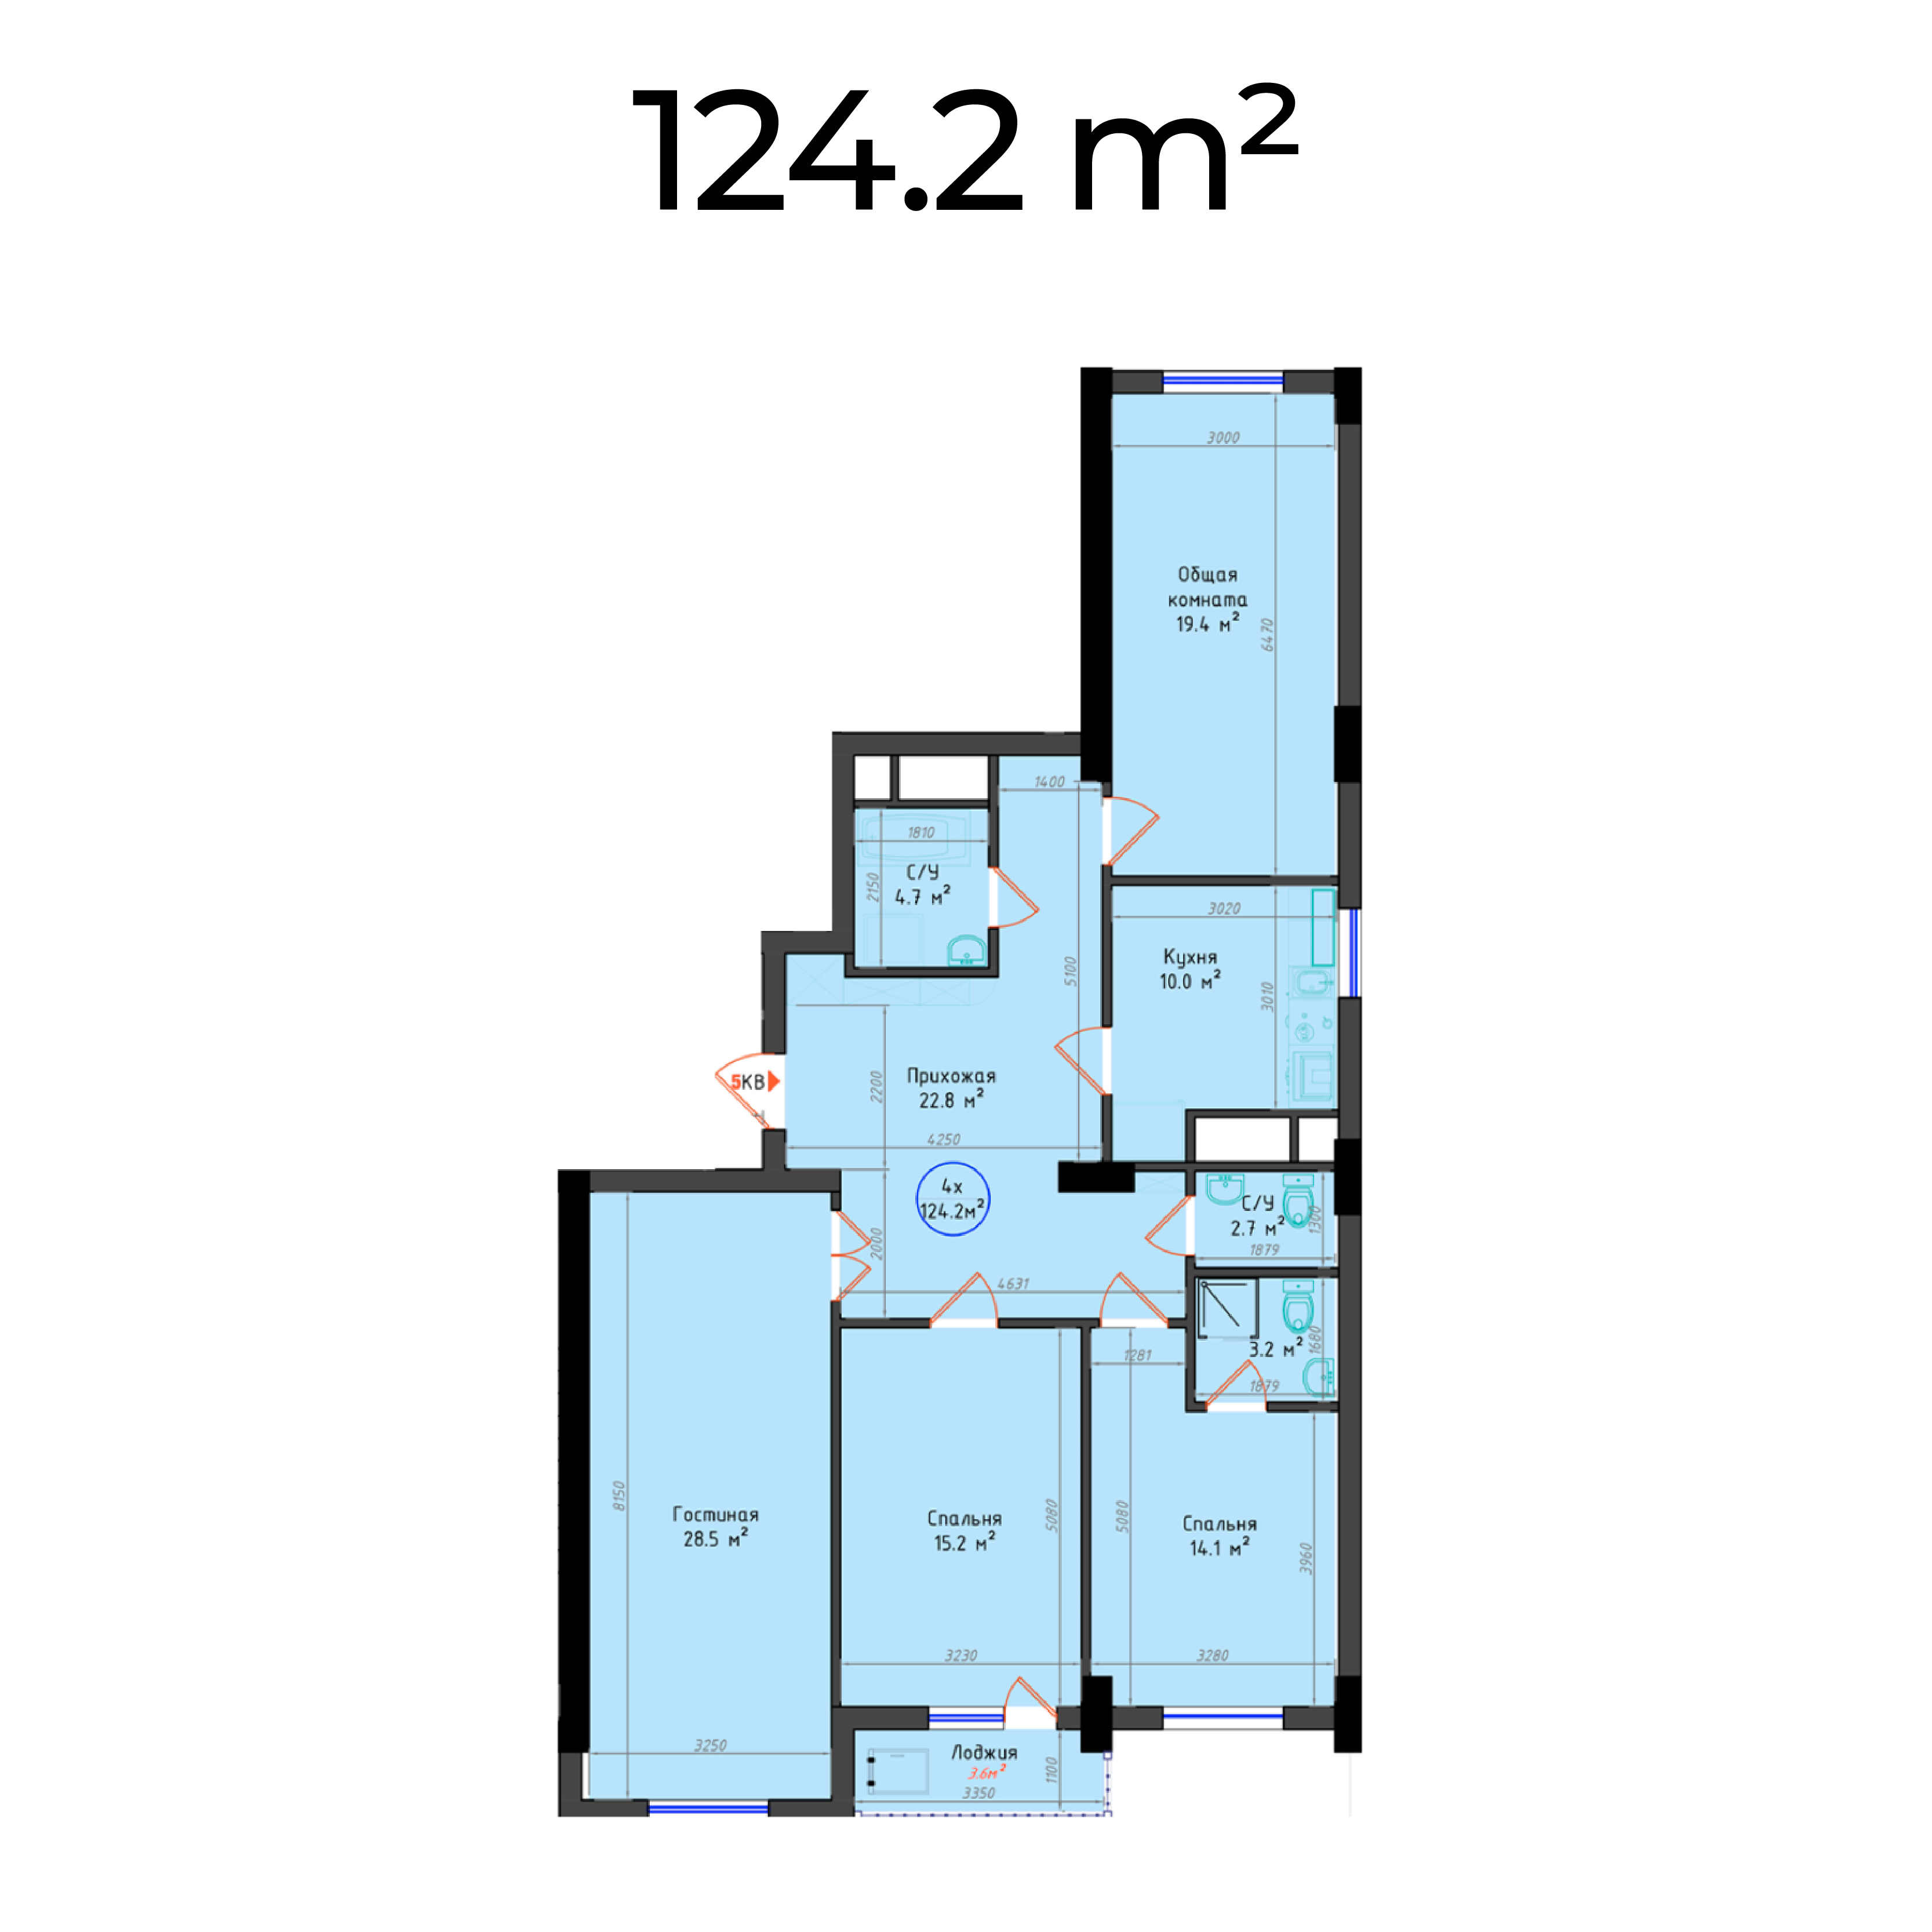 124.2 m²
3000
Общая
комната
19.4 м²
6470
1400
1810
С/У
4.7 м²
2150
3020
Кухня
10.0 м²
3010
5100
5КВ
Прихожая
22.8 м²
2200
4250
4х
124.2м²
2000
4631
С/У
2.7 м²
1300
1879
3.2 м²
1680
1879
1281
8150
Гостиная
28.5 м²
Спальня
15.2 м²
5080
5080
Спальня
14.1 м²
3960
3230
3280
3250
Лоджия
3.6м²
1100
3350